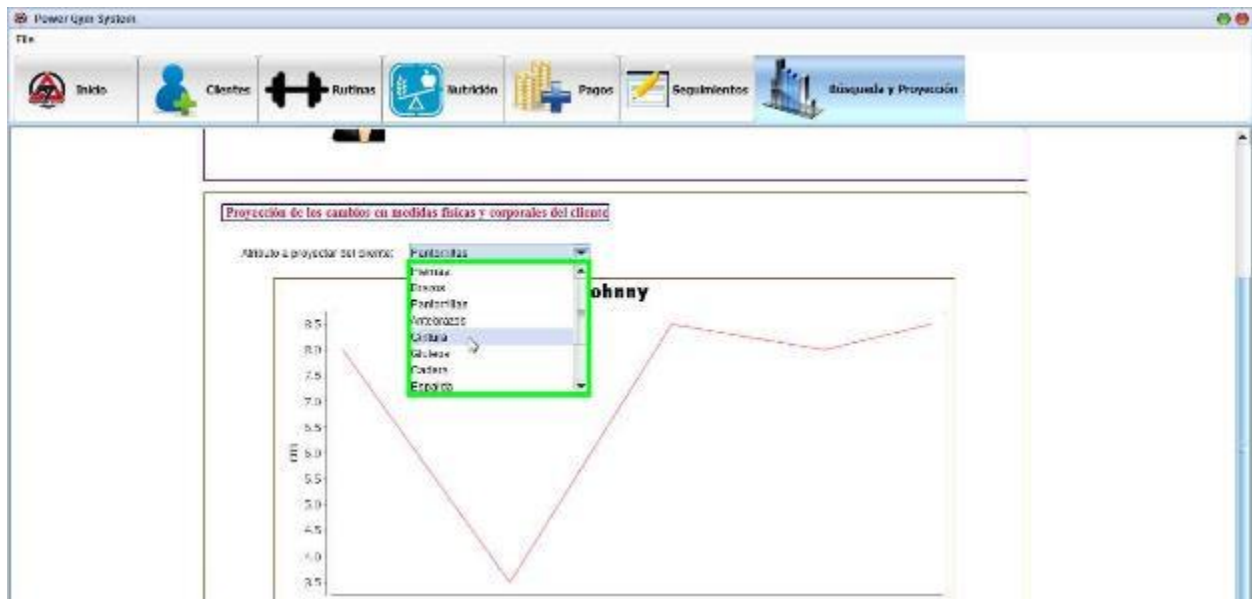 Power Gym System
File
Inicio
Clientes
Rutinas
Nutrición
Pagos
Seguimientos
Búsqueda y Proyección
Proyección de los cambios en medidas físicas y corporales del cliente
Atributo a proyectar del cliente:
Pantorrillas
Piernas
Brazos
Pantorrillas
Antebrazos
Cintura
Gluteos
Cadera
Espalda
ohnny
8.5
8.0
7.5
7.0
6.5
6.0
cm
5.5
5.0
4.5
4.0
3.5